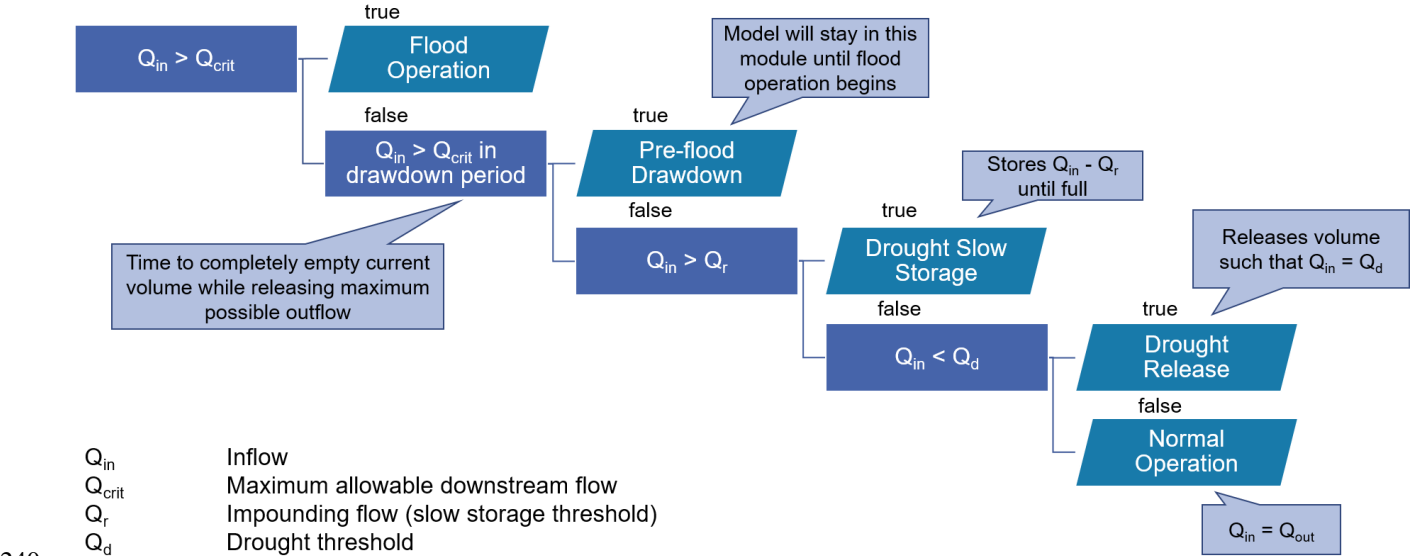 true
Q_in > Q_crit
Flood
Operation
Model will stay in this
module until flood
operation begins
false
true
Q_in > Q_crit in
drawdown period
Pre-flood
Drawdown
Stores Q_in - Q_r
until full
false
true
Time to completely empty current
volume while releasing maximum
possible outflow
Q_in > Q_r
Drought Slow
Storage
Releases volume
such that Q_in = Q_d
false
true
Q_in < Q_d
Drought
Release
false
Normal
Operation
Q_in = Q_out
Q_in Inflow
Q_crit Maximum allowable downstream flow
Q_r Impounding flow (slow storage threshold)
Q_d Drought threshold